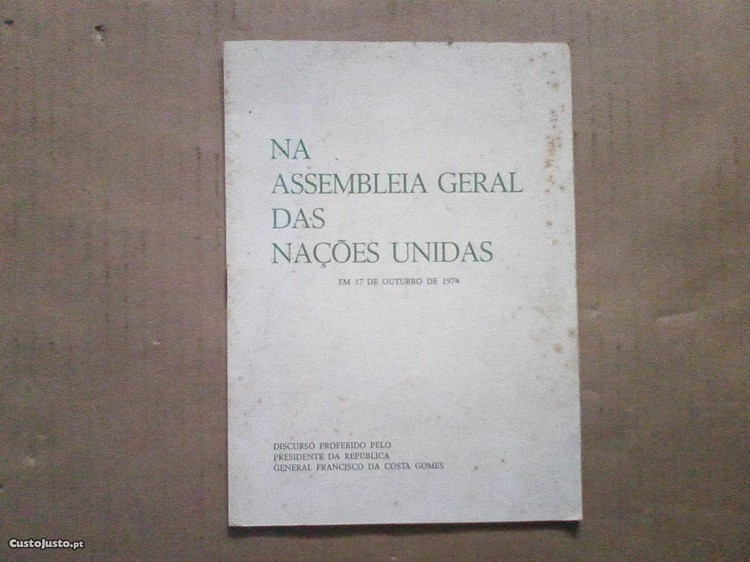 NA
ASSEMBLEIA GERAL
DAS
NAÇÕES UNIDAS
EM 17 DE OUTUBRO DE 1974
DISCURSO PROFERIDO PELO
PRESIDENTE DA REPÚBLICA
GENERAL FRANCISCO DA COSTA GOMES
CustoJusto.pt